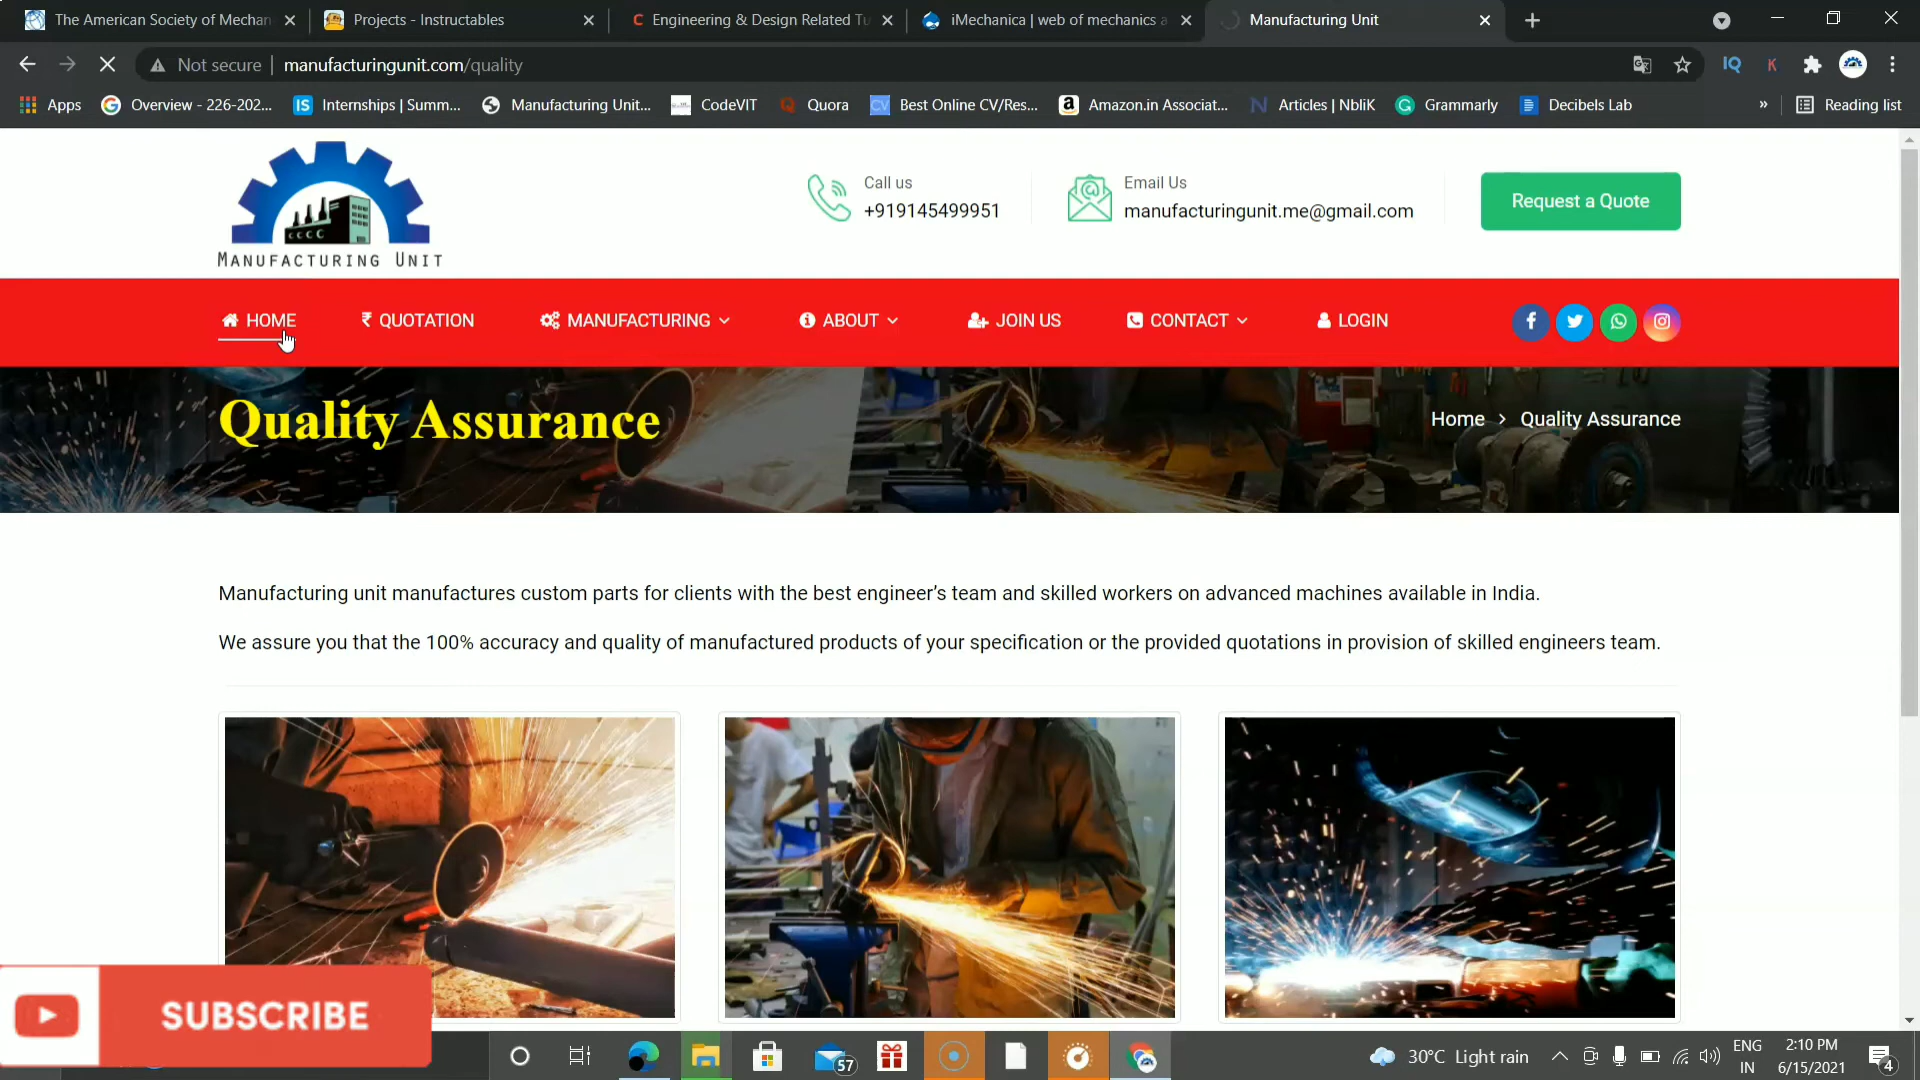 The American Society of Mechan
Projects - Instructables
Engineering & Design Related Tu
iMechanica | web of mechanics a
Manufacturing Unit
Not secure
manufacturingunit.com/quality
Apps
Overview - 226-202...
Internships | Summ...
Manufacturing Unit...
CodeVIT
Quora
Best Online CV/Res...
Amazon.in Associat...
Articles | NbliK
Grammarly
Decibels Lab
»
Reading list
MANUFACTURING UNIT
Call us
+919145499951
Email Us
manufacturingunit.me@gmail.com
Request a Quote
HOME
₹ QUOTATION
MANUFACTURING
ABOUT
JOIN US
CONTACT
LOGIN
Quality Assurance
Home > Quality Assurance
Manufacturing unit manufactures custom parts for clients with the best engineer’s team and skilled workers on advanced machines available in India.
We assure you that the 100% accuracy and quality of manufactured products of your specification or the provided quotations in provision of skilled engineers team.
SUBSCRIBE
57
30°C Light rain
ENG
IN
2:10 PM
6/15/2021
4